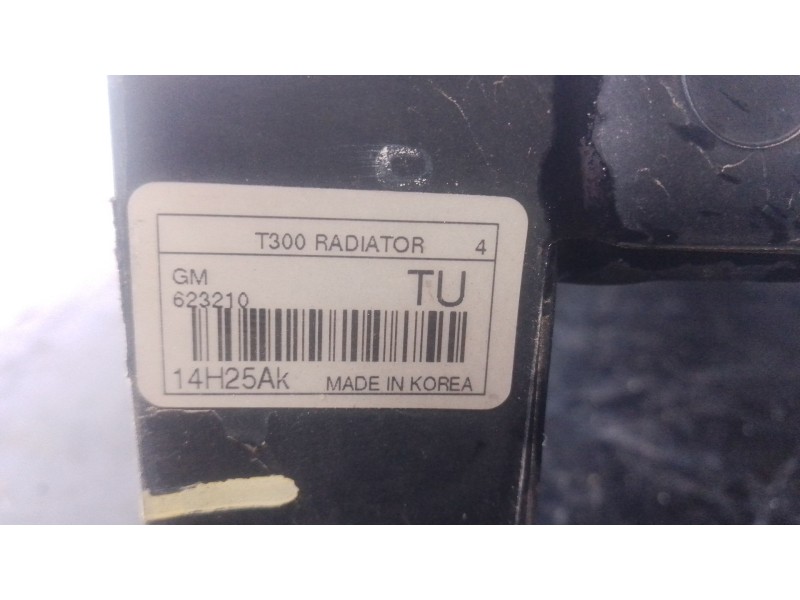 T300 RADIATOR 4
GM TU
623210
14H25Ak MADE IN KOREA